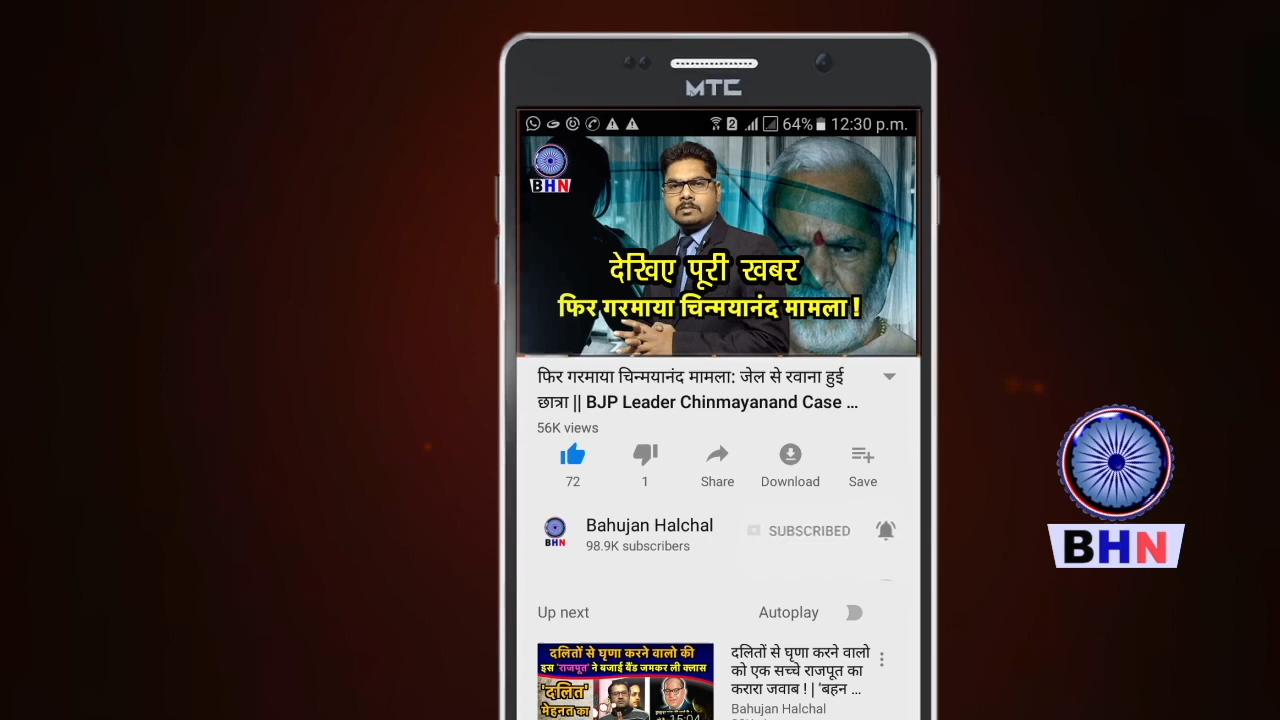 MTC
64% 12:30 p.m.
BHN
देखिए पूरी खबर
फिर गरमाया चिन्मयानंद मामला !
फिर गरमाया चिन्मयानंद मामला: जेल से रवाना हुई
छात्रा || BJP Leader Chinmayanand Case ...
56K views
72
1
Share
Download
Save
BHN
Bahujan Halchal
98.9K subscribers
SUBSCRIBED
BHN
Up next
Autoplay
दलितों से घृणा करने वालो की
इस 'राजपूत' ने बजाई बैंड जमकर ली क्लास
'दलित'
मेहनत का
15:04
दलितों से घृणा करने वालो
को एक सच्चे राजपूत का
करारा जवाब ! | 'बहन ...
Bahujan Halchal